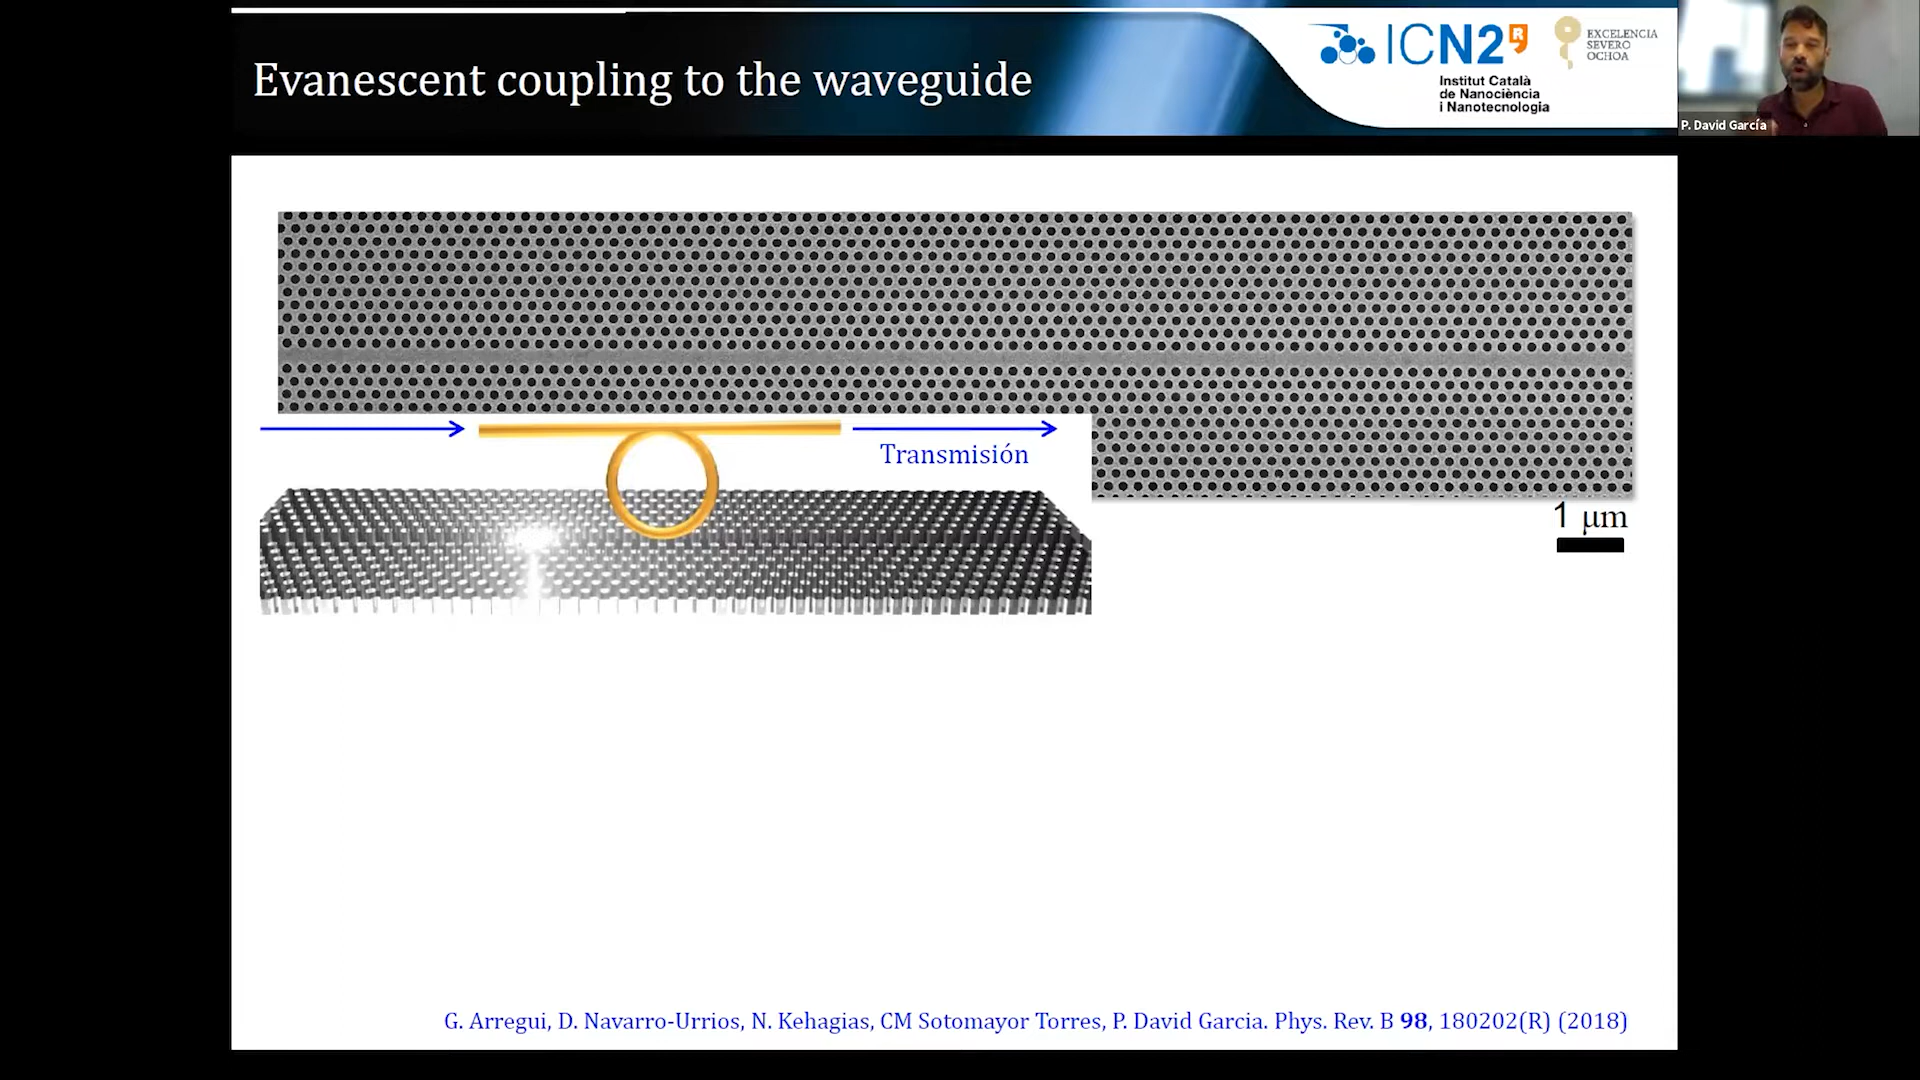 Evanescent coupling to the waveguide
ICN2R
Institut Català
de Nanociència
i Nanotecnologia
EXCELENCIA
SEVERO
OCHOA
P. David García
Transmisión
1 μm
G. Arregui, D. Navarro-Urrios, N. Kehagias, CM Sotomayor Torres, P. David Garcia. Phys. Rev. B 98, 180202(R) (2018)